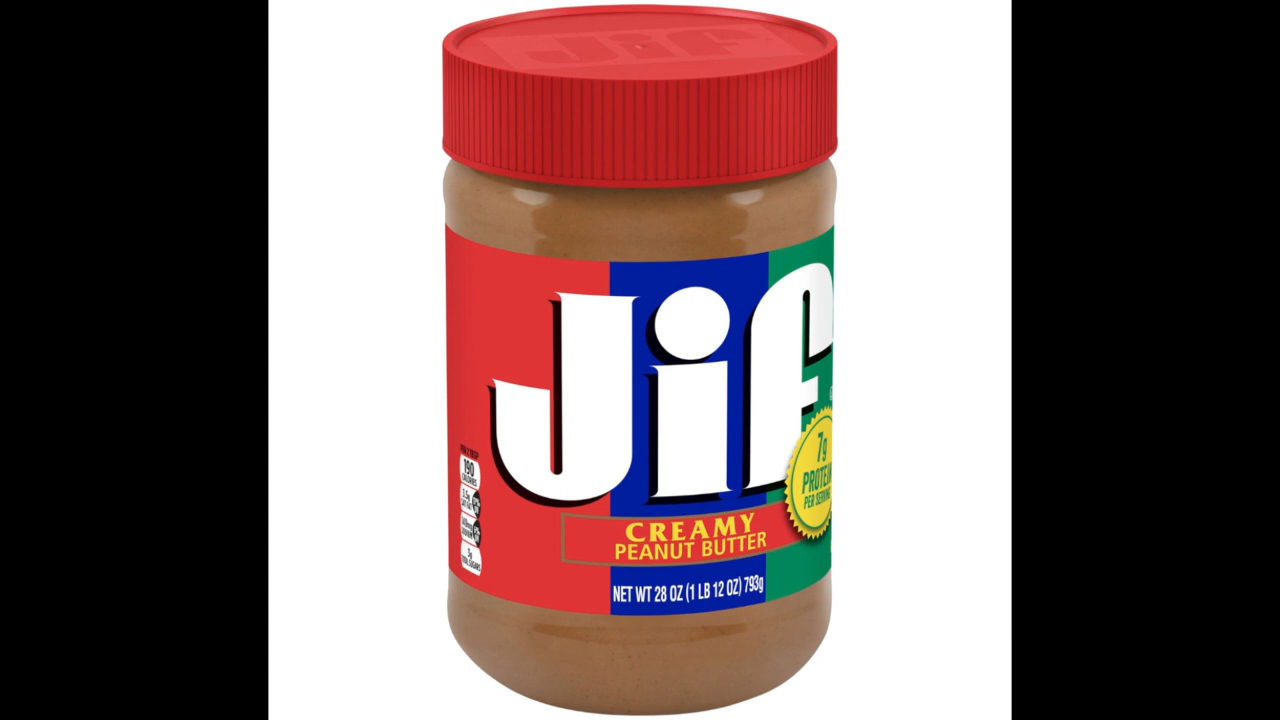 Jif
Jif
7g
PROTEIN
PER SERVING
CREAMY
PEANUT BUTTER
NET WT 28 OZ (1 LB 12 OZ) 793g
190
CALORIES